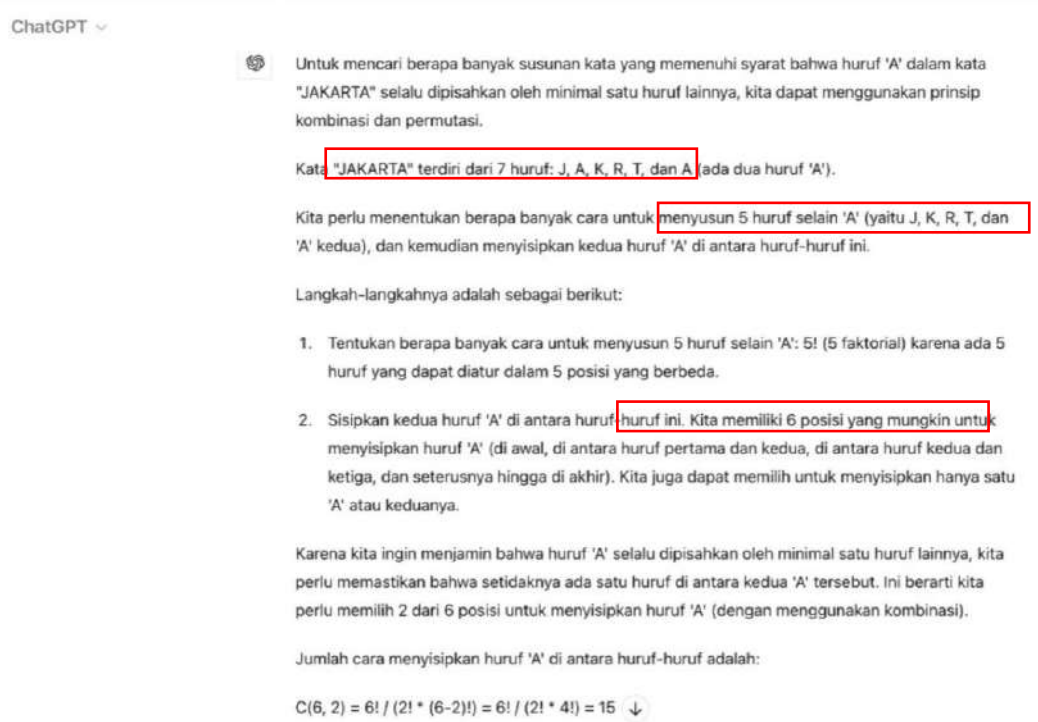 ChatGPT
Untuk mencari berapa banyak susunan kata yang memenuhi syarat bahwa huruf 'A' dalam kata
"JAKARTA" selalu dipisahkan oleh minimal satu huruf lainnya, kita dapat menggunakan prinsip
kombinasi dan permutasi.
Kata "JAKARTA" terdiri dari 7 huruf: J, A, K, R, T, dan A (ada dua huruf 'A').
Kita perlu menentukan berapa banyak cara untuk menyusun 5 huruf selain 'A' (yaitu J, K, R, T, dan
'A' kedua), dan kemudian menyisipkan kedua huruf 'A' di antara huruf-huruf ini.
Langkah-langkahnya adalah sebagai berikut:
1. Tentukan berapa banyak cara untuk menyusun 5 huruf selain 'A': 5! (5 faktorial) karena ada 5
huruf yang dapat diatur dalam 5 posisi yang berbeda.
2. Sisipkan kedua huruf 'A' di antara huruf-huruf ini. Kita memiliki 6 posisi yang mungkin untuk
menyisipkan huruf 'A' (di awal, di antara huruf pertama dan kedua, di antara huruf kedua dan
ketiga, dan seterusnya hingga di akhir). Kita juga dapat memilih untuk menyisipkan hanya satu
'A' atau keduanya.
Karena kita ingin menjamin bahwa huruf 'A' selalu dipisahkan oleh minimal satu huruf lainnya, kita
perlu memastikan bahwa setidaknya ada satu huruf di antara kedua 'A' tersebut. Ini berarti kita
perlu memilih 2 dari 6 posisi untuk menyisipkan huruf 'A' (dengan menggunakan kombinasi).
Jumlah cara menyisipkan huruf 'A' di antara huruf-huruf adalah:
C(6, 2) = 6! / (2! * (6-2)!) = 6! / (2! * 4!) = 15